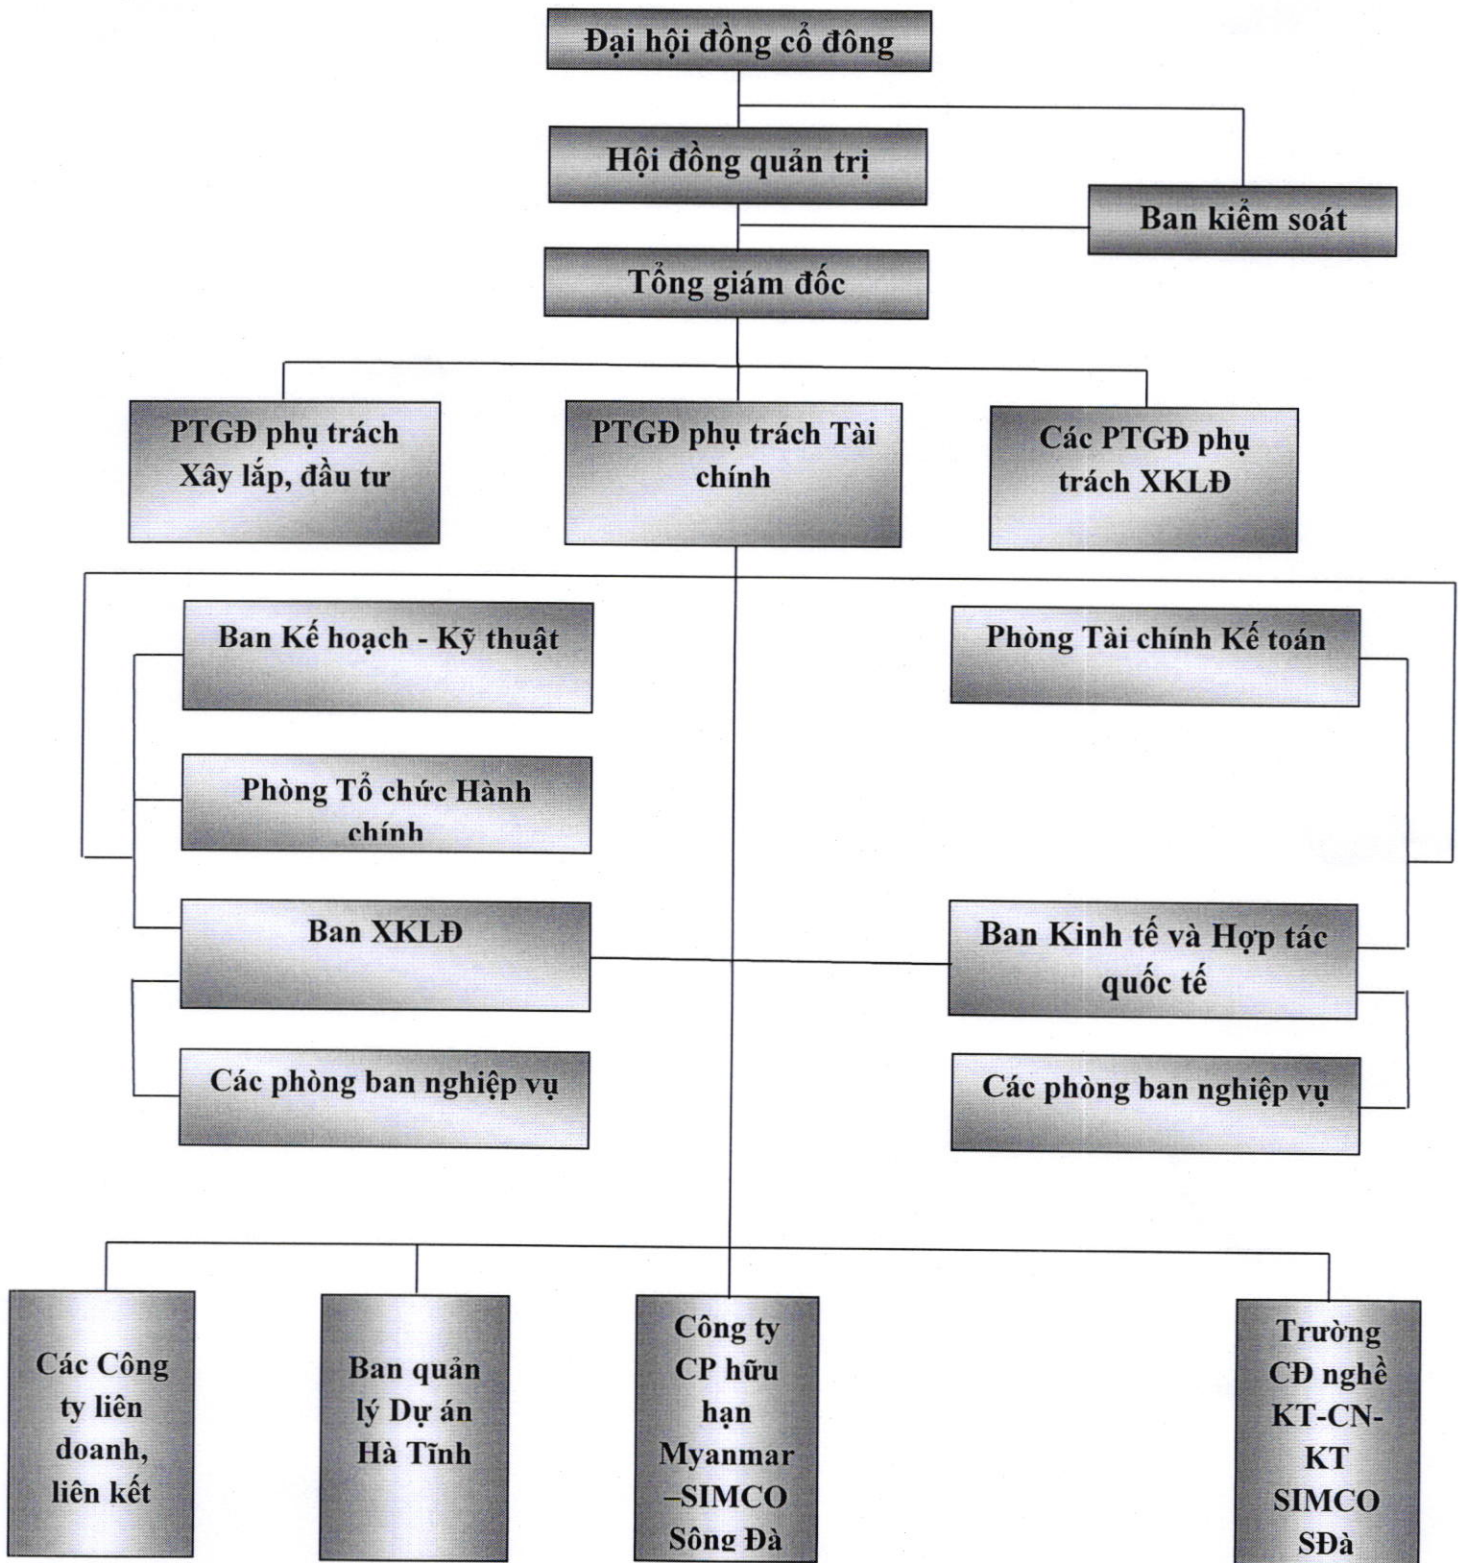 Đại hội đồng cổ đông
Hội đồng quản trị
Ban kiểm soát
Tổng giám đốc
PTGĐ phụ trách
Xây lắp, đầu tư
PTGĐ phụ trách Tài
chính
Các PTGĐ phụ
trách XKLĐ
Ban Kế hoạch - Kỹ thuật
Phòng Tài chính Kế toán
Phòng Tổ chức Hành
chính
Ban XKLĐ
Ban Kinh tế và Hợp tác
quốc tế
Các phòng ban nghiệp vụ
Các phòng ban nghiệp vụ
Các Công
ty liên
doanh,
liên kết
Ban quản
lý Dự án
Hà Tĩnh
Công ty
CP hữu
hạn
Myanmar
–SIMCO
Sông Đà
Trường
CĐ nghề
KT-CN-
KT
SIMCO
SĐà